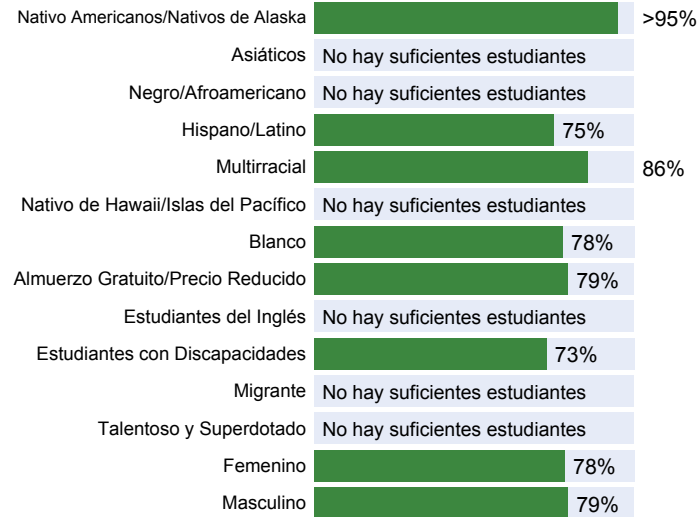 Nativo Americanos/Nativos de Alaska >95%
Asiáticos No hay suficientes estudiantes
Negro/Afroamericano No hay suficientes estudiantes
Hispano/Latino 75%
Multirracial 86%
Nativo de Hawaii/Islas del Pacífico No hay suficientes estudiantes
Blanco 78%
Almuerzo Gratuito/Precio Reducido 79%
Estudiantes del Inglés No hay suficientes estudiantes
Estudiantes con Discapacidades 73%
Migrante No hay suficientes estudiantes
Talentoso y Superdotado No hay suficientes estudiantes
Femenino 78%
Masculino 79%